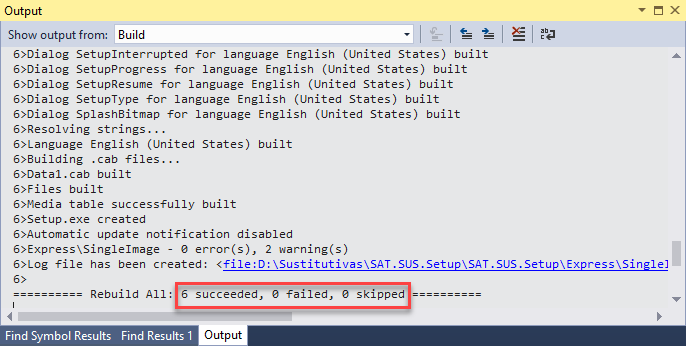 Output
Show output from: Build
6>Dialog SetupInterrupted for language English (United States) built
6>Dialog SetupProgress for language English (United States) built
6>Dialog SetupResume for language English (United States) built
6>Dialog SetupType for language English (United States) built
6>Dialog SplashBitmap for language English (United States) built
6>Resolving strings...
6>Language English (United States) built
6>Building .cab files...
6>Data1.cab built
6>Files built
6>Media table successfully built
6>Setup.exe created
6>Automatic update notification disabled
6>Express\SingleImage - 0 error(s), 2 warning(s)
6>Log file has been created: <file:D:\Sustitutivas\SAT.SUS.Setup\SAT.SUS.Setup\Express\SingleI
6>
========== Rebuild All: 6 succeeded, 0 failed, 0 skipped ==========
Find Symbol Results Find Results 1 Output